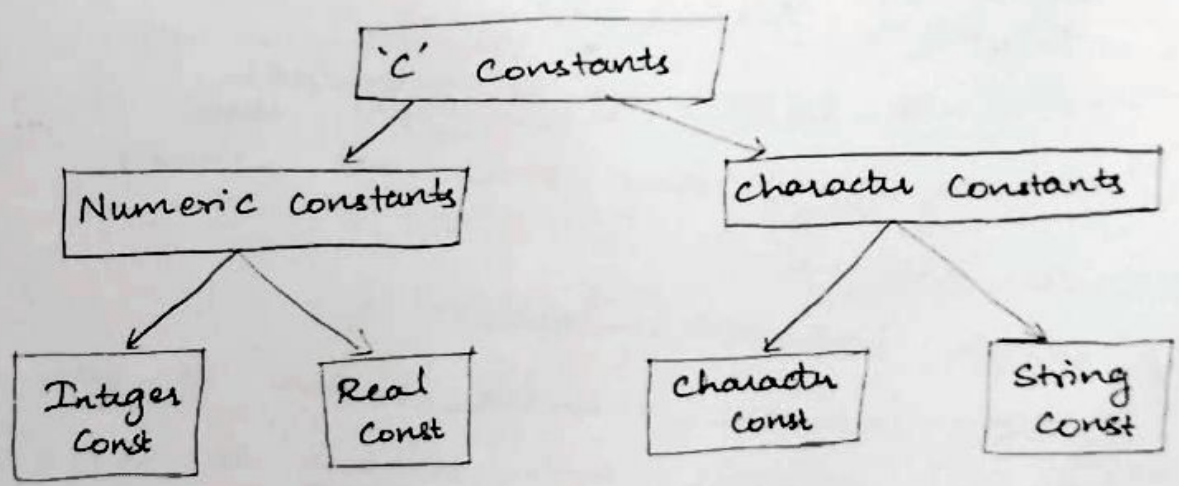 'C' Constants
Numeric Constants
Character Constants
Integer
Const
Real
Const
Character
Const
String
Const